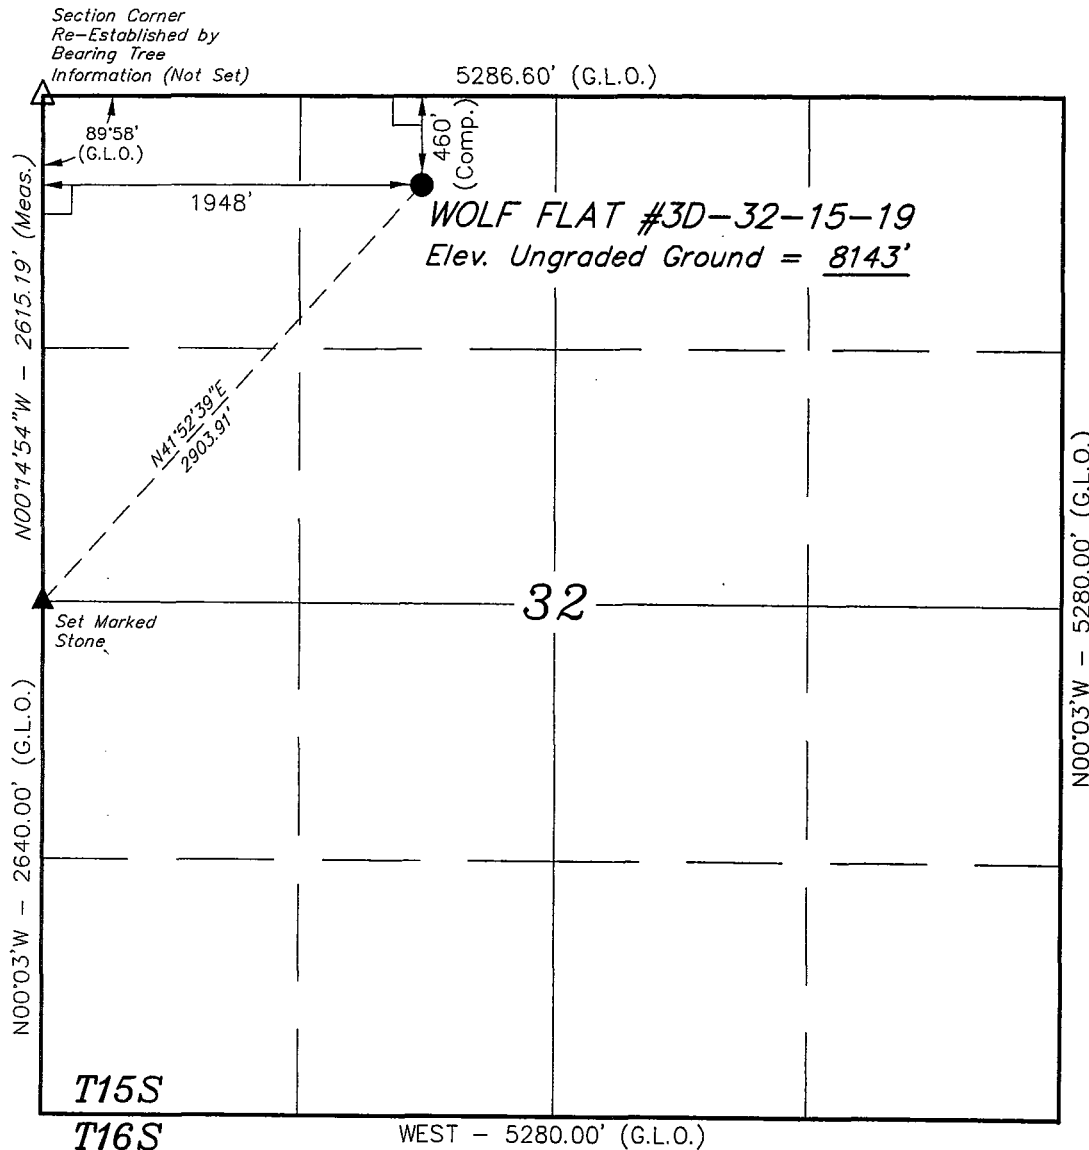 Section Corner
Re-Established by
Bearing Tree
Information (Not Set)
5286.60' (G.L.O.)
89°58'
(G.L.O.)
460'
(Comp.)
1948'
WOLF FLAT #3D-32-15-19
Elev. Ungraded Ground = 8143'
N00°14'54"W - 2615.19' (Meas.)
N41°52'39"E
2903.91'
32
Set Marked
Stone
N00°03'W - 5280.00' (G.L.O.)
N00°03'W - 2640.00' (G.L.O.)
T15S
T16S
WEST - 5280.00' (G.L.O.)